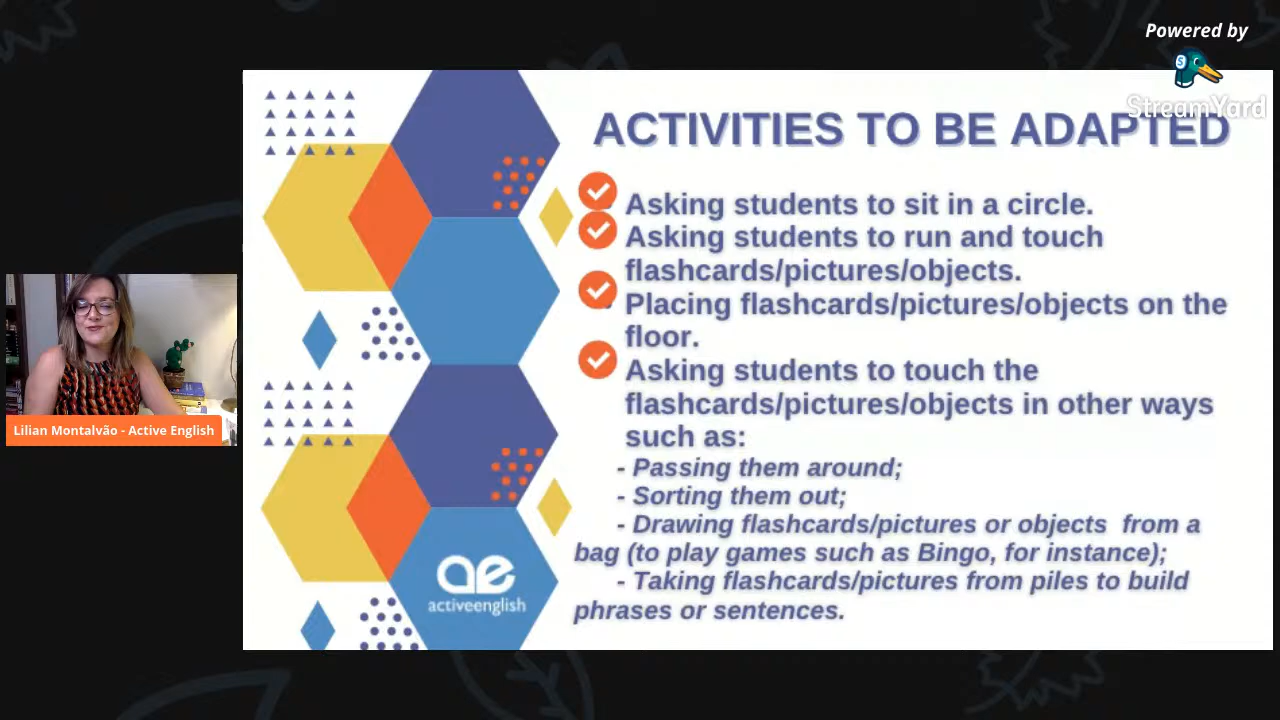 Powered by
StreamYard
ACTIVITIES TO BE ADAPTED
Asking students to sit in a circle.
Asking students to run and touch
flashcards/pictures/objects.
Placing flashcards/pictures/objects on the
floor.
Asking students to touch the
flashcards/pictures/objects in other ways
such as:
- Passing them around;
- Sorting them out;
- Drawing flashcards/pictures or objects from a
bag (to play games such as Bingo, for instance);
- Taking flashcards/pictures from piles to build
phrases or sentences.
ae
activeenglish
Lilian Montalvão - Active English